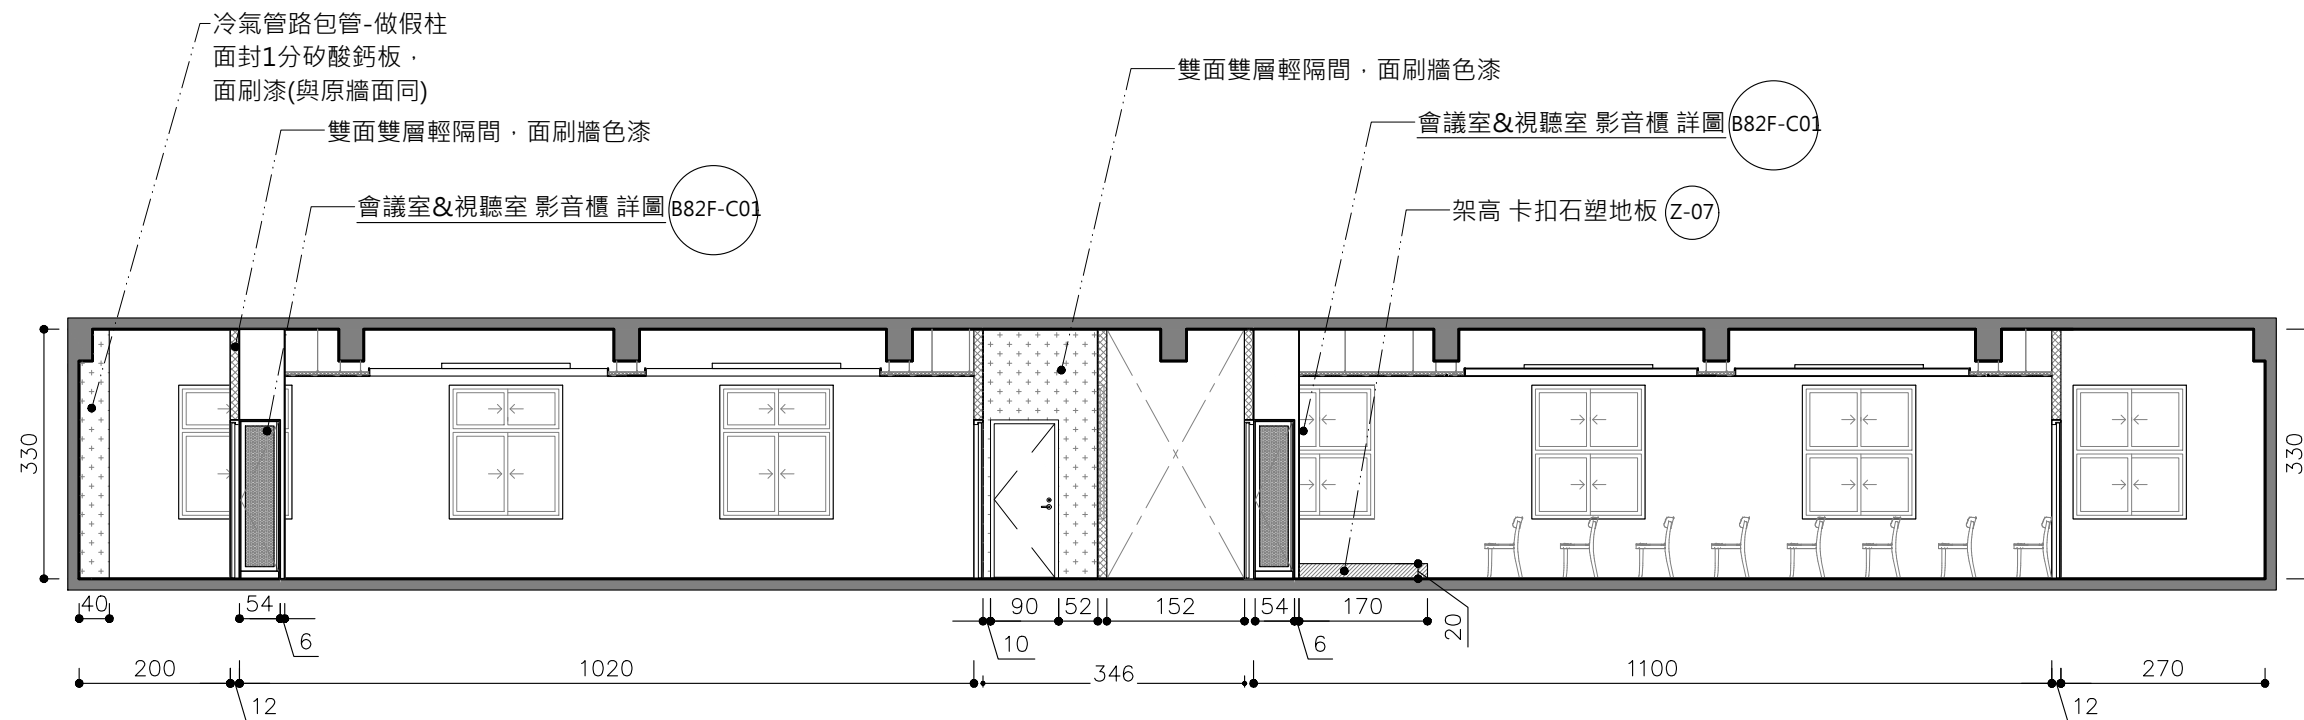 冷氣管路包管-做假柱
面封1分矽酸鈣板，
面刷漆(與原牆面同)
雙面雙層輕隔間，面刷牆色漆
會議室&視聽室 影音櫃 詳圖 B82F-C01
雙面雙層輕隔間，面刷牆色漆
會議室&視聽室 影音櫃 詳圖 B82F-C01
架高 卡扣石塑地板 Z-07
330
330
40
54
6
90
52
10
152
54
6
170
20
200
12
1020
346
1100
12
270